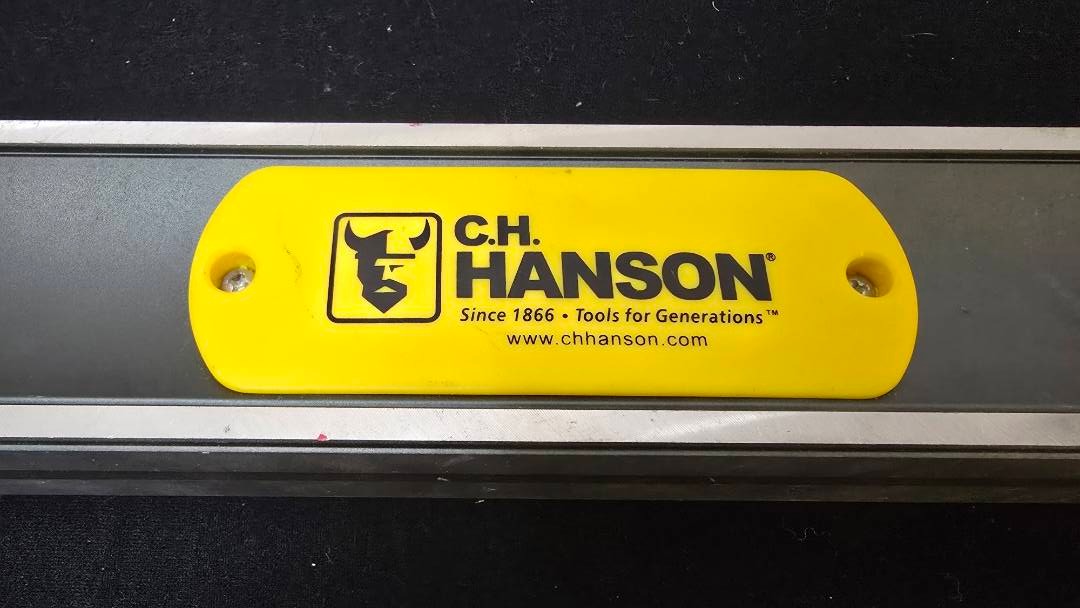 C.H.
HANSON®
Since 1866 • Tools for Generations™
www.chhanson.com